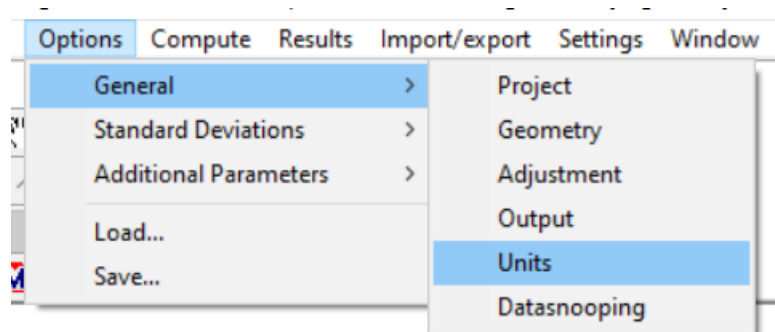 Options Compute Results Import/export Settings Window
General > Project
Standard Deviations > Geometry
Additional Parameters > Adjustment
Output
Load...
Units
Save...
Datasnooping